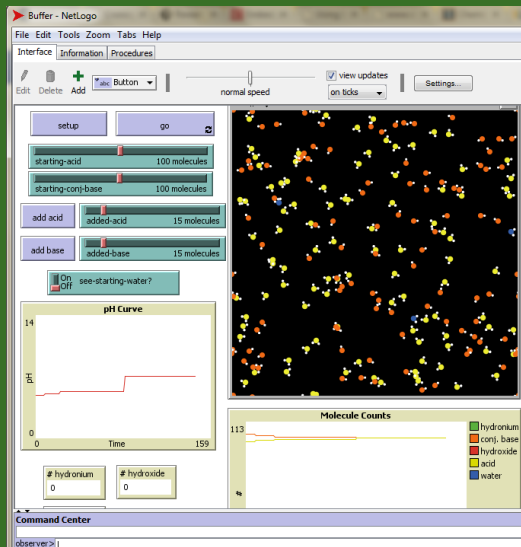 Buffer - NetLogo
File Edit Tools Zoom Tabs Help
Interface Information Procedures
Edit Delete Add abc Button normal speed view updates on ticks Settings...
setup go
starting-acid 100 molecules
starting-conj-base 100 molecules
add acid added-acid 15 molecules
add base added-base 15 molecules
On
Off see-starting-water?
pH Curve
14
pH
0
0 Time 159
# hydronium # hydroxide
0 0
Molecule Counts
113
#
hydronium
conj. base
hydroxide
acid
water
Command Center
observer>